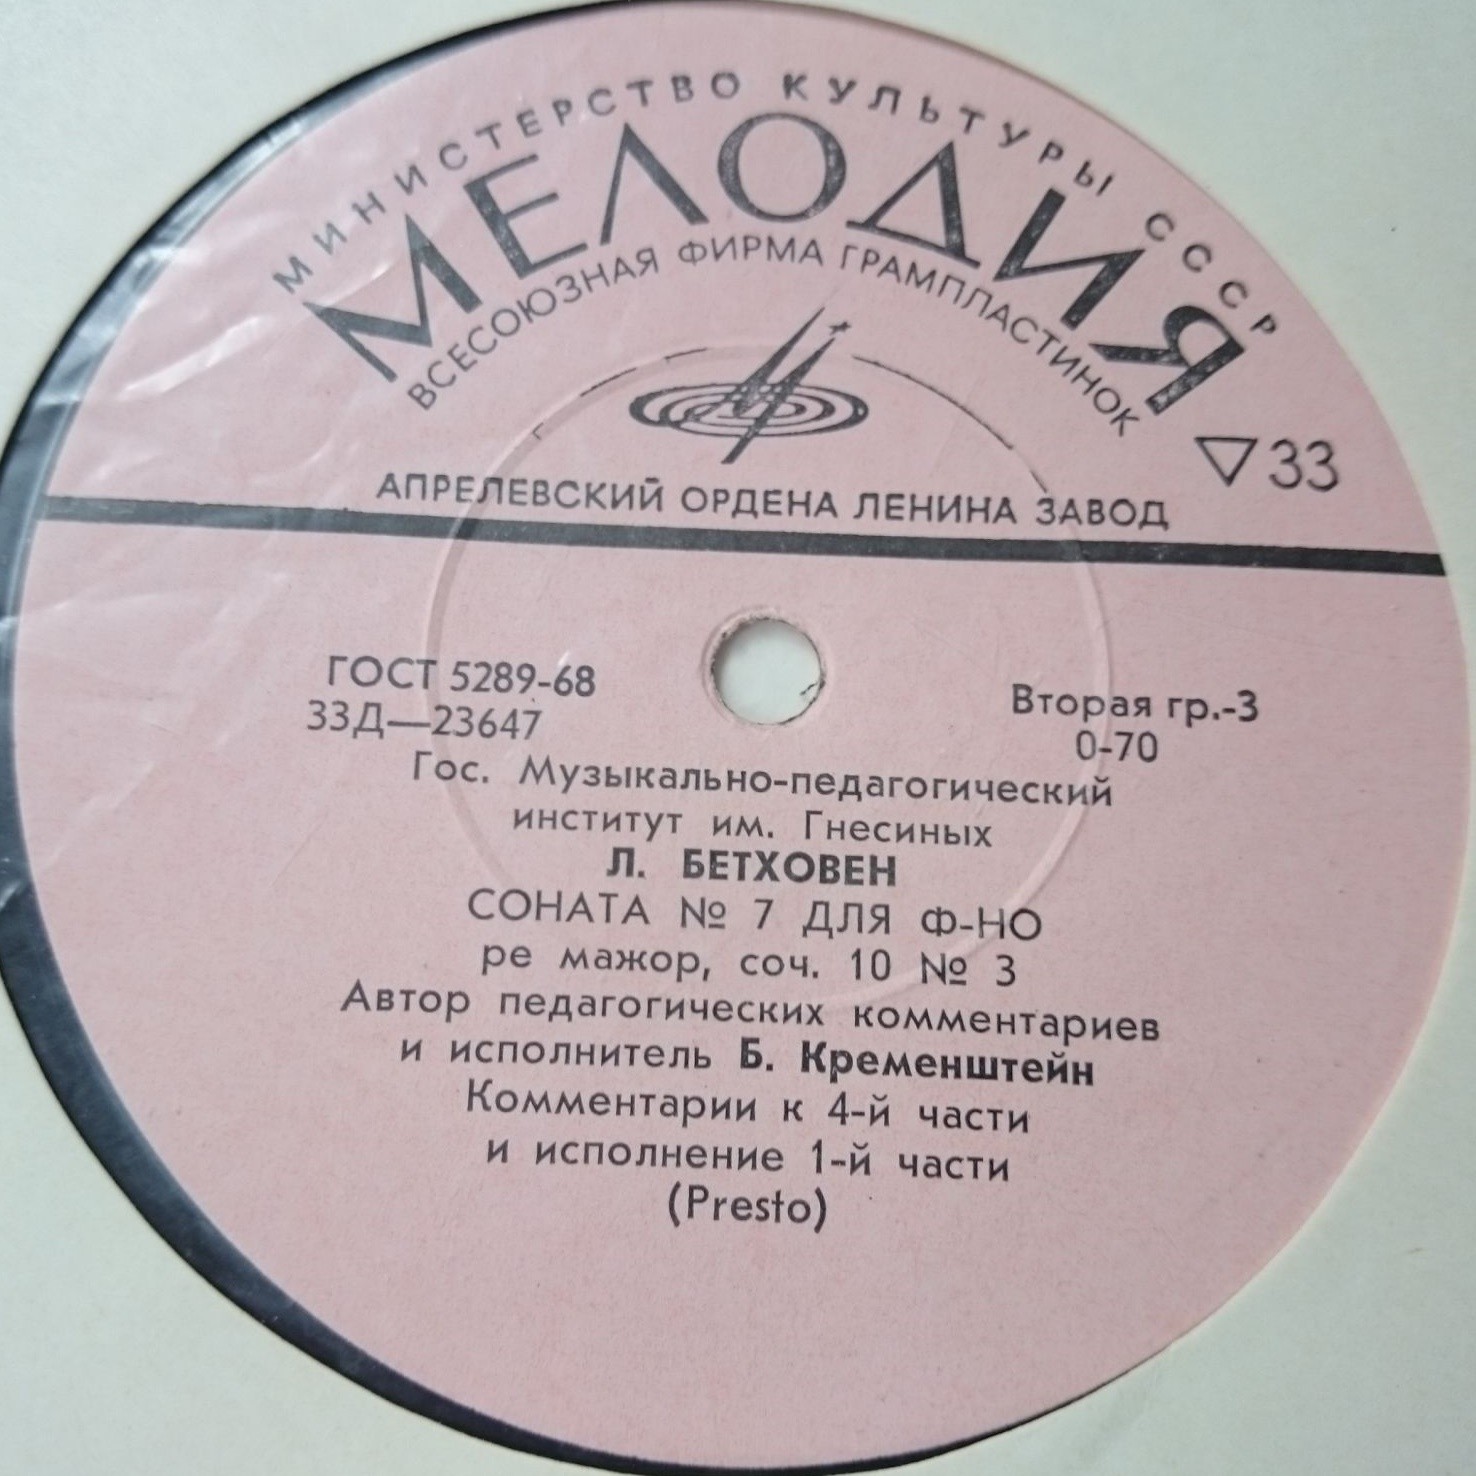 МИНИСТЕРСТВО КУЛЬТУРЫ СССР
МЕЛОДИЯ
ВСЕСОЮЗНАЯ ФИРМА ГРАМПЛАСТИНОК
33
АПРЕЛЕВСКИЙ ОРДЕНА ЛЕНИНА ЗАВОД
ГОСТ 5289-68
33Д—23647
Вторая гр.-3
0-70
Гос. Музыкально-педагогический
институт им. Гнесиных
Л. БЕТХОВЕН
СОНАТА № 7 ДЛЯ Ф-НО
ре мажор, соч. 10 № 3
Автор педагогических комментариев
и исполнитель Б. Кременштейн
Комментарии к 4-й части
и исполнение 1-й части
(Presto)